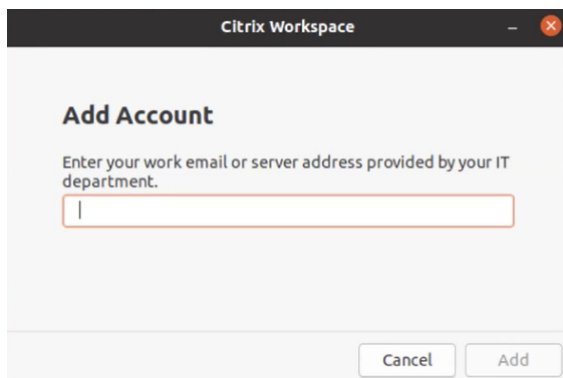 Citrix Workspace
Add Account
Enter your work email or server address provided by your IT
department.
Cancel
Add